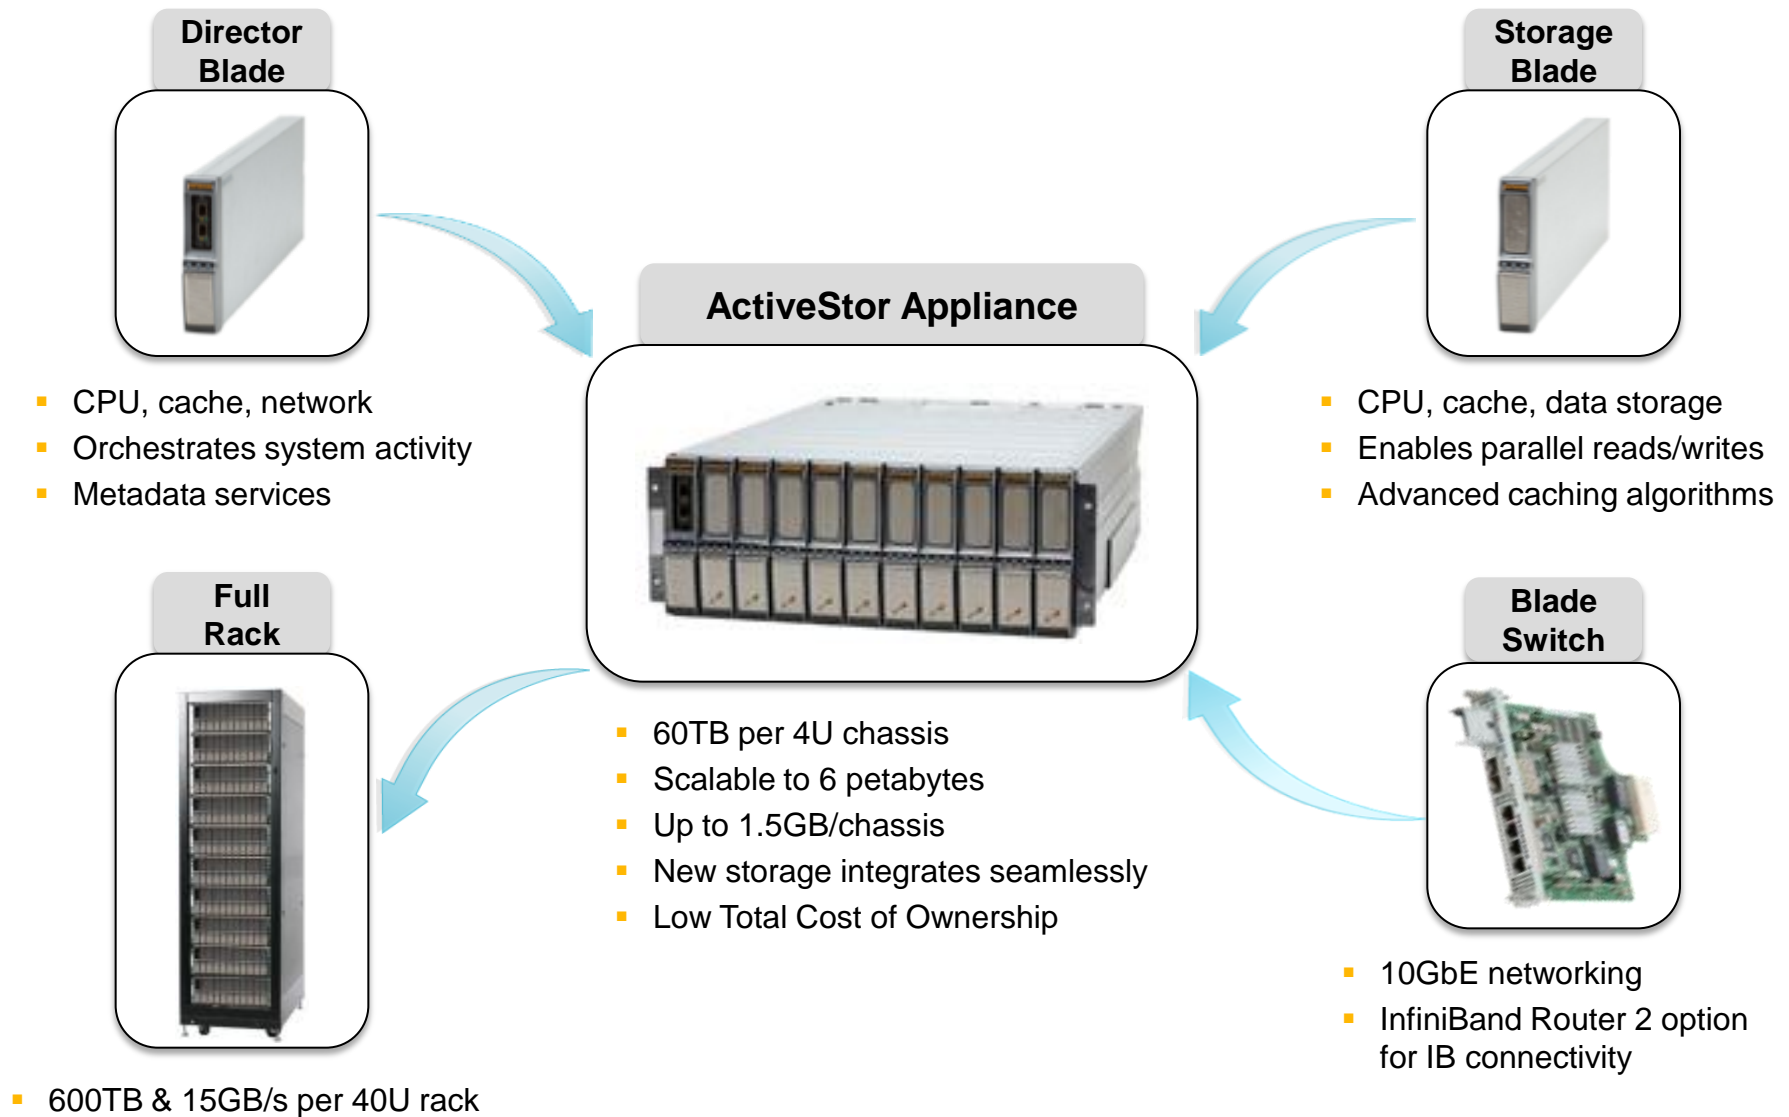 Director
Blade
CPU, cache, network
Orchestrates system activity
Metadata services
Storage
Blade
CPU, cache, data storage
Enables parallel reads/writes
Advanced caching algorithms
ActiveStor Appliance
60TB per 4U chassis
Scalable to 6 petabytes
Up to 1.5GB/chassis
New storage integrates seamlessly
Low Total Cost of Ownership
Full
Rack
600TB & 15GB/s per 40U rack
Blade
Switch
10GbE networking
InfiniBand Router 2 option
for IB connectivity